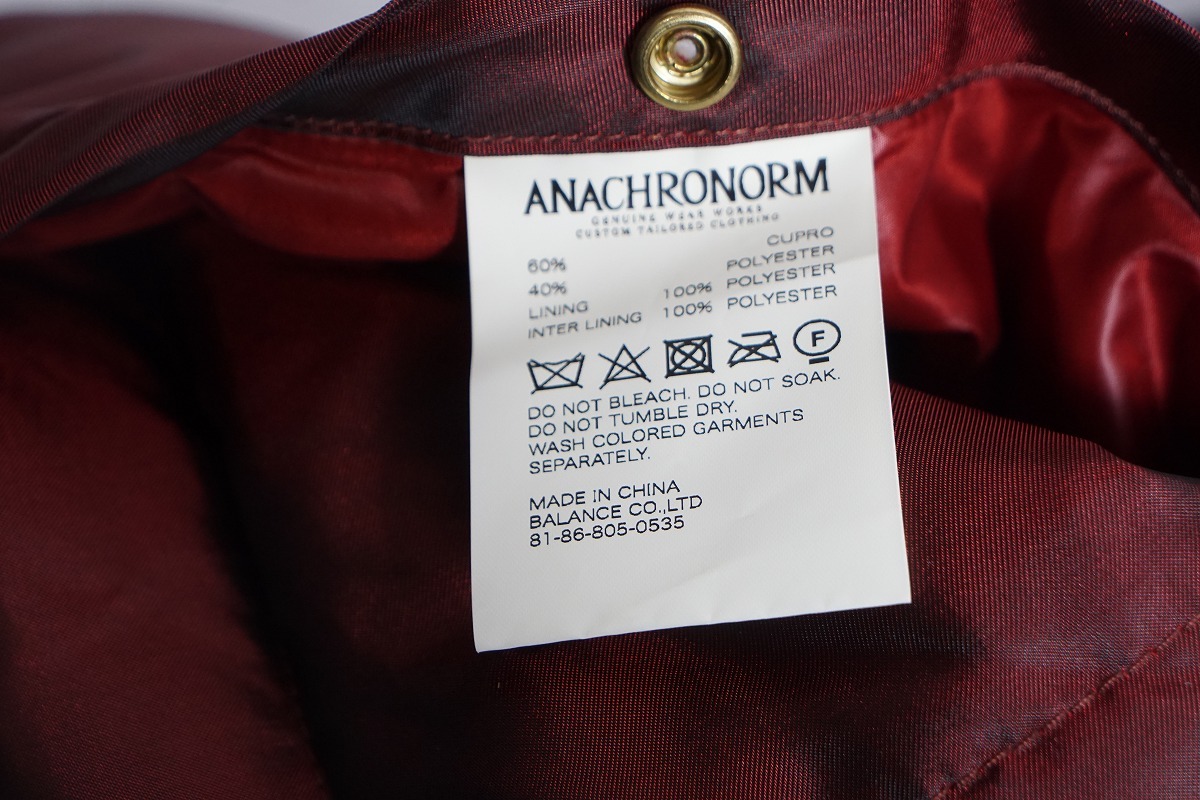 ANACHRONORM
GENUINE WEAR WORKS
CUSTOM TAILORED CLOTHING
60% CUPRO
40% POLYESTER
LINING 100% POLYESTER
INTER LINING 100% POLYESTER
F
DO NOT BLEACH. DO NOT SOAK.
DO NOT TUMBLE DRY.
WASH COLORED GARMENTS
SEPARATELY.
MADE IN CHINA
BALANCE CO.,LTD
81-86-805-0535